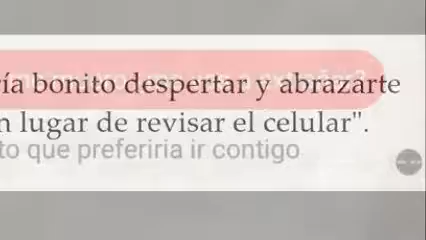 ía bonito despertar y abrazarte
n lugar de revisar el celular".
to que preferiria ir contigo